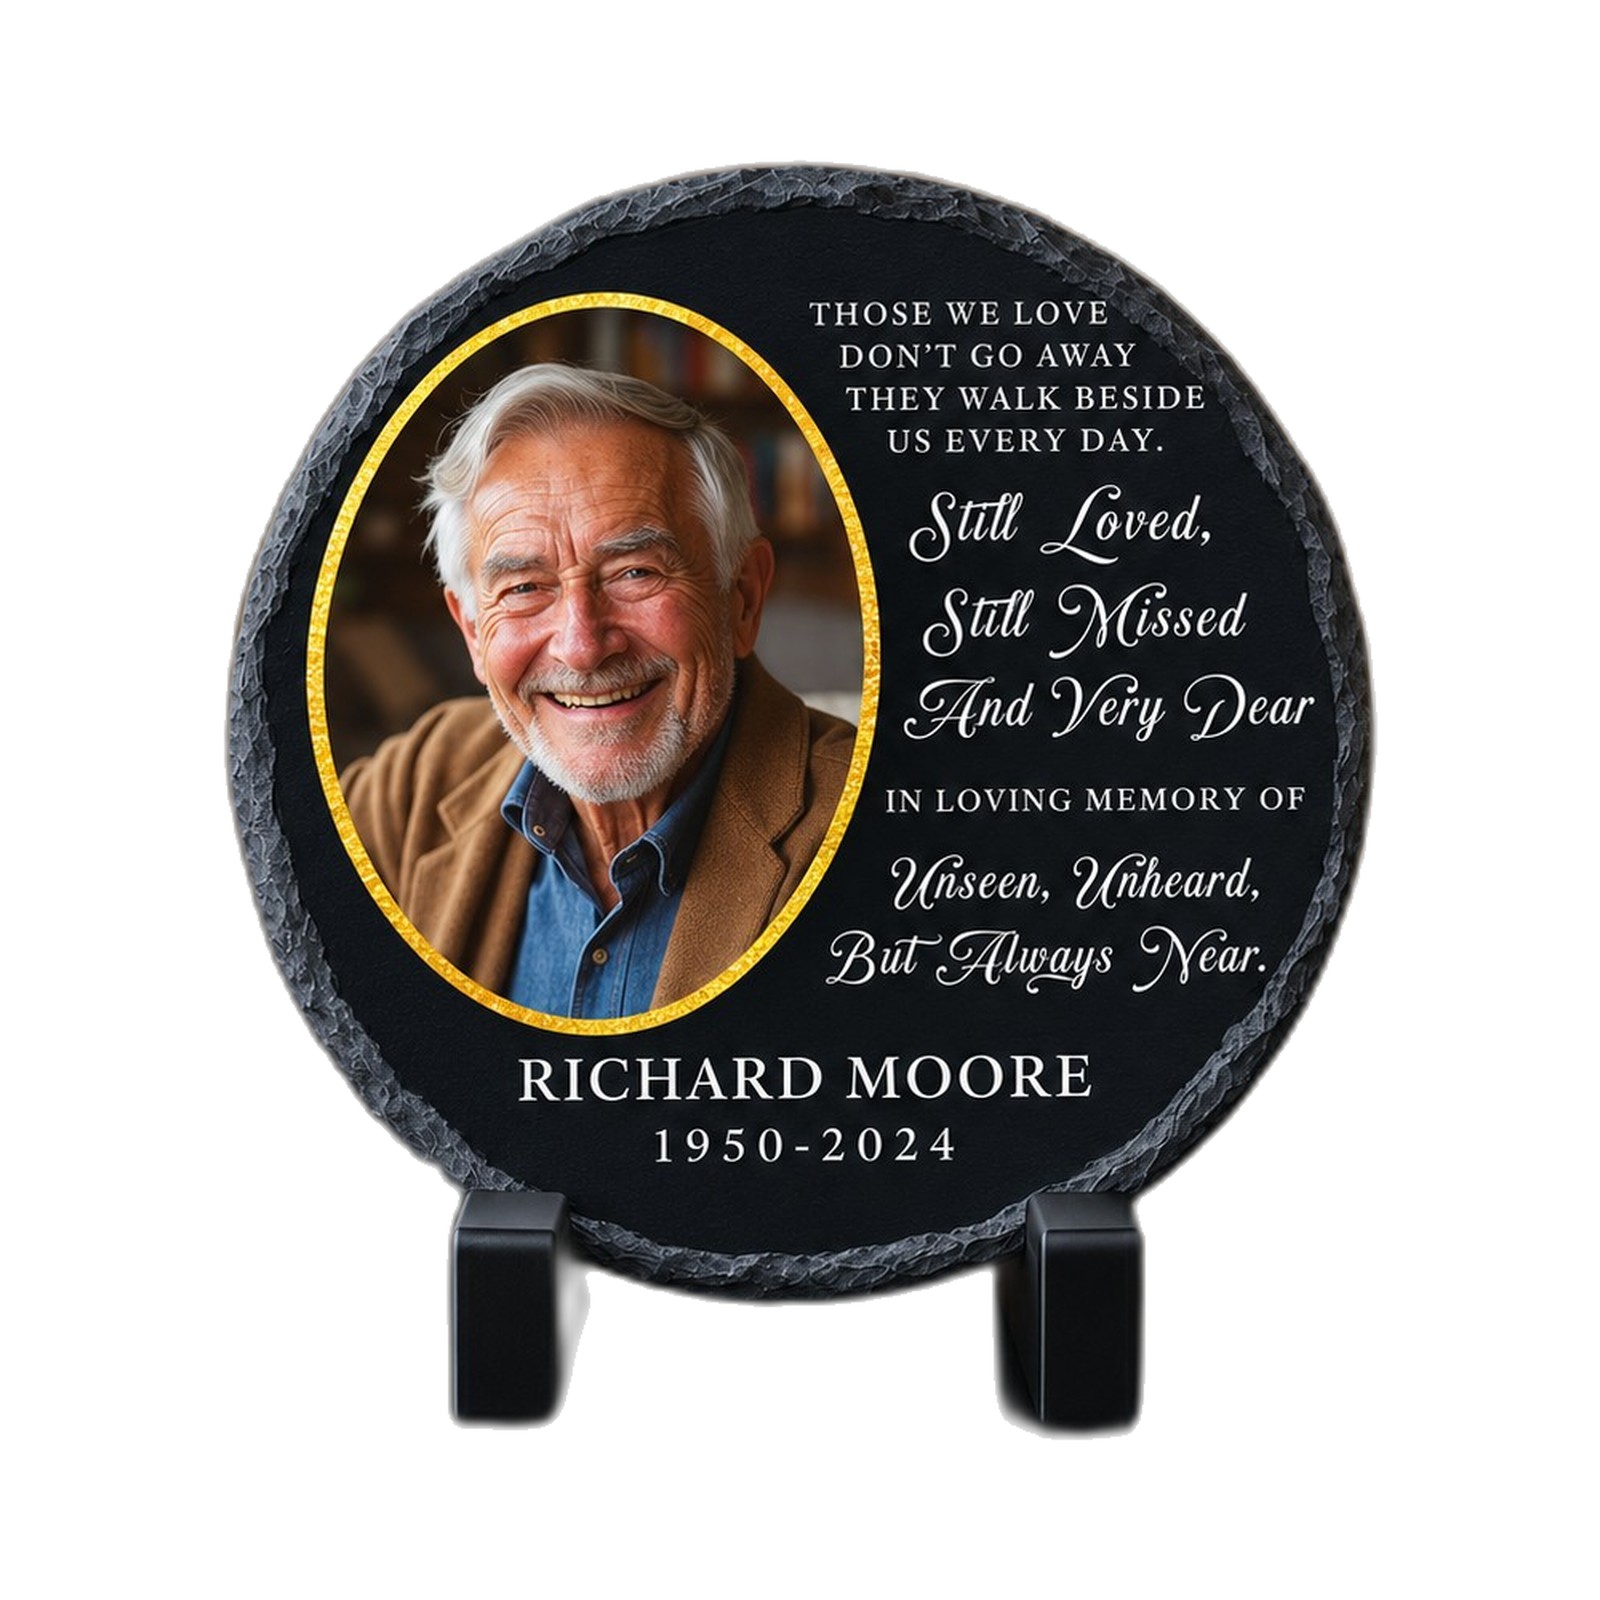 THOSE WE LOVE
DON'T GO AWAY
THEY WALK BESIDE
US EVERY DAY.
Still Loved,
Still Missed
And Very Dear
IN LOVING MEMORY OF
Unseen, Unheard,
But Always Near.
RICHARD MOORE
1950-2024